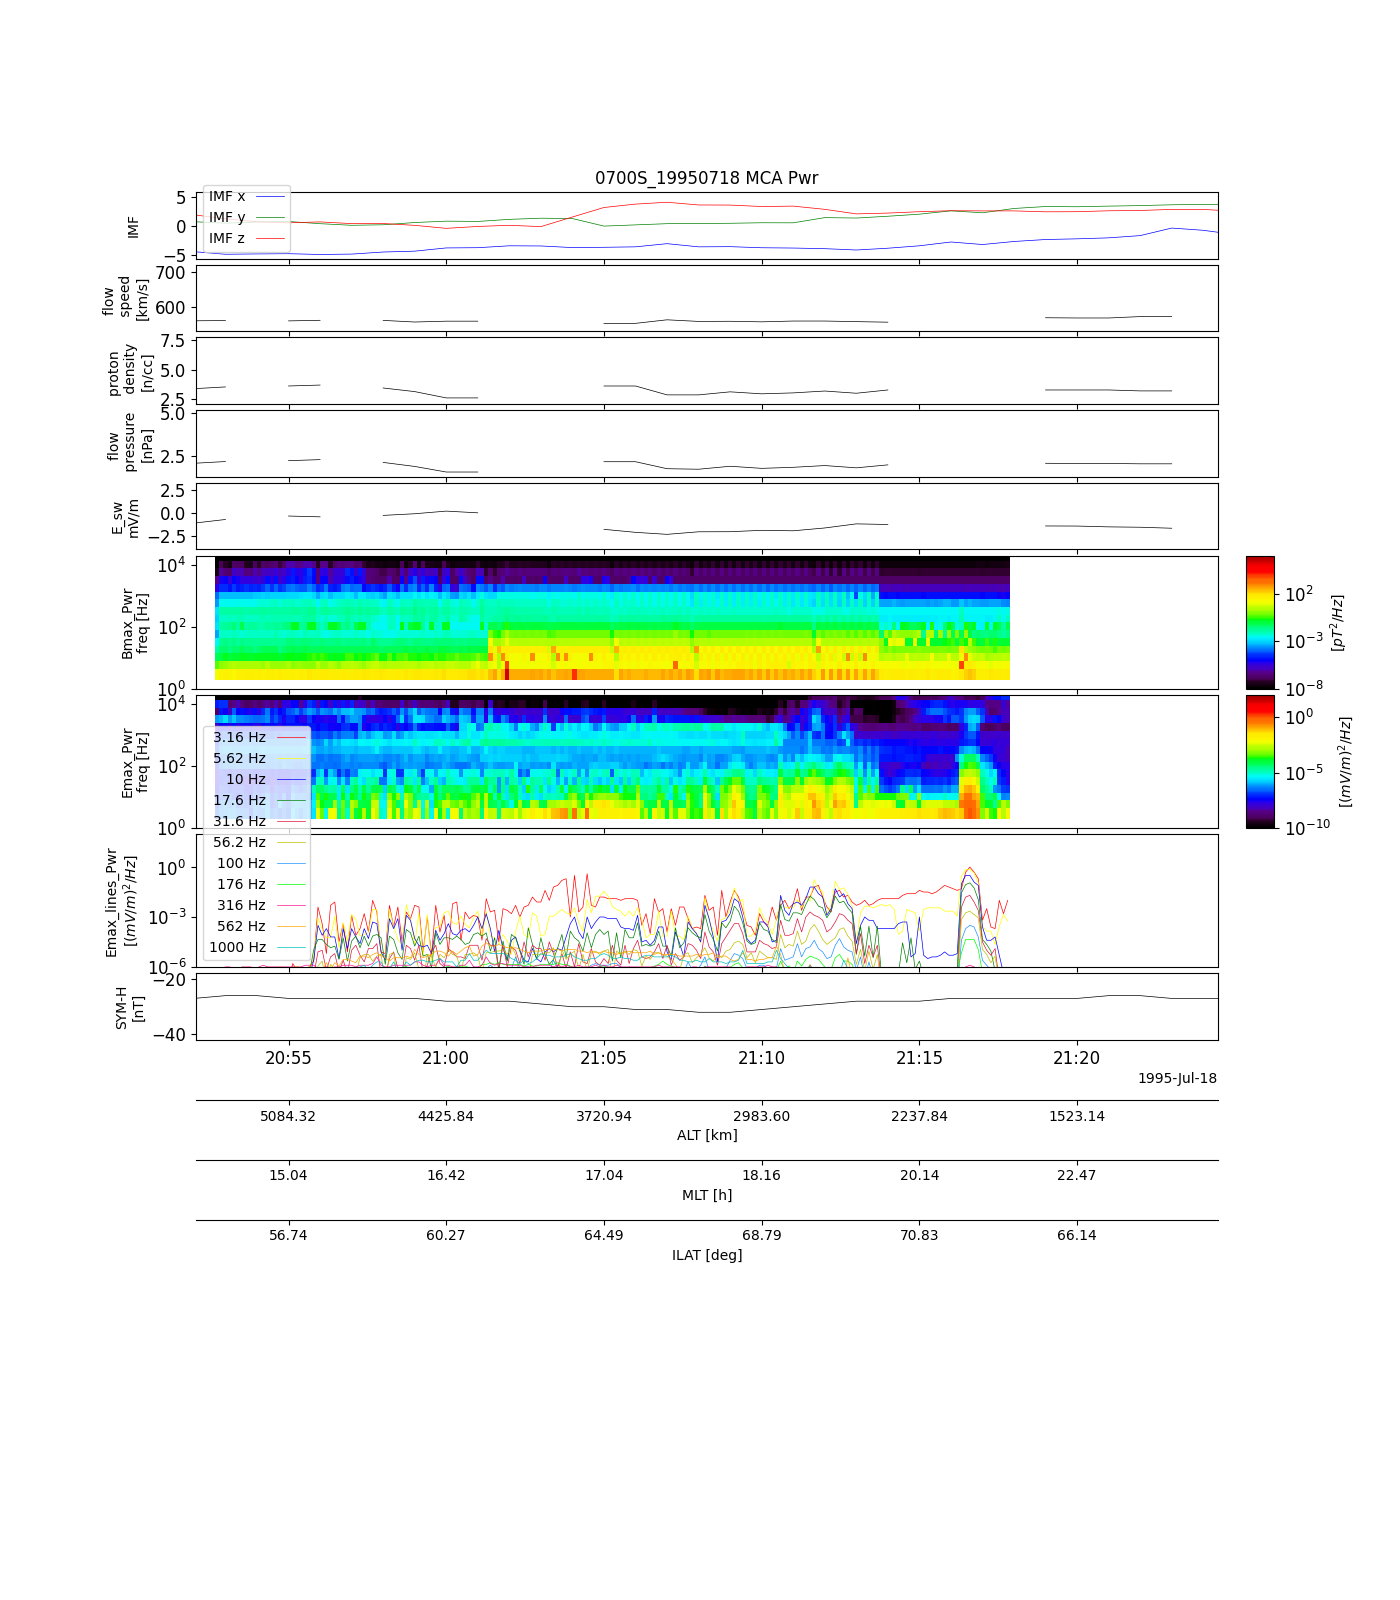 0700S_19950718 MCA Pwr
IMF
5
0
−5
IMF x
IMF y
IMF z
flow
speed
[km/s]
700
600
proton
density
[n/cc]
7.5
5.0
2.5
flow
pressure
[nPa]
5.0
2.5
E_sw
mV/m
2.5
0.0
−2.5
Bmax_Pwr
freq [Hz]
10^4
10^2
10^0
10^2
10^−3
10^−8
[pT^2/Hz]
Emax_Pwr
freq [Hz]
10^4
10^2
10^0
10^0
10^−5
10^−10
[(mV/m)^2/Hz]
3.16 Hz
5.62 Hz
10 Hz
17.6 Hz
31.6 Hz
56.2 Hz
100 Hz
176 Hz
316 Hz
562 Hz
1000 Hz
Emax_lines_Pwr
[(mV/m)^2/Hz]
10^0
10^−3
10^−6
SYM-H
[nT]
−20
−40
20:55 21:00 21:05 21:10 21:15 21:20
1995-Jul-18
5084.32 4425.84 3720.94 2983.60 2237.84 1523.14
ALT [km]
15.04 16.42 17.04 18.16 20.14 22.47
MLT [h]
56.74 60.27 64.49 68.79 70.83 66.14
ILAT [deg]